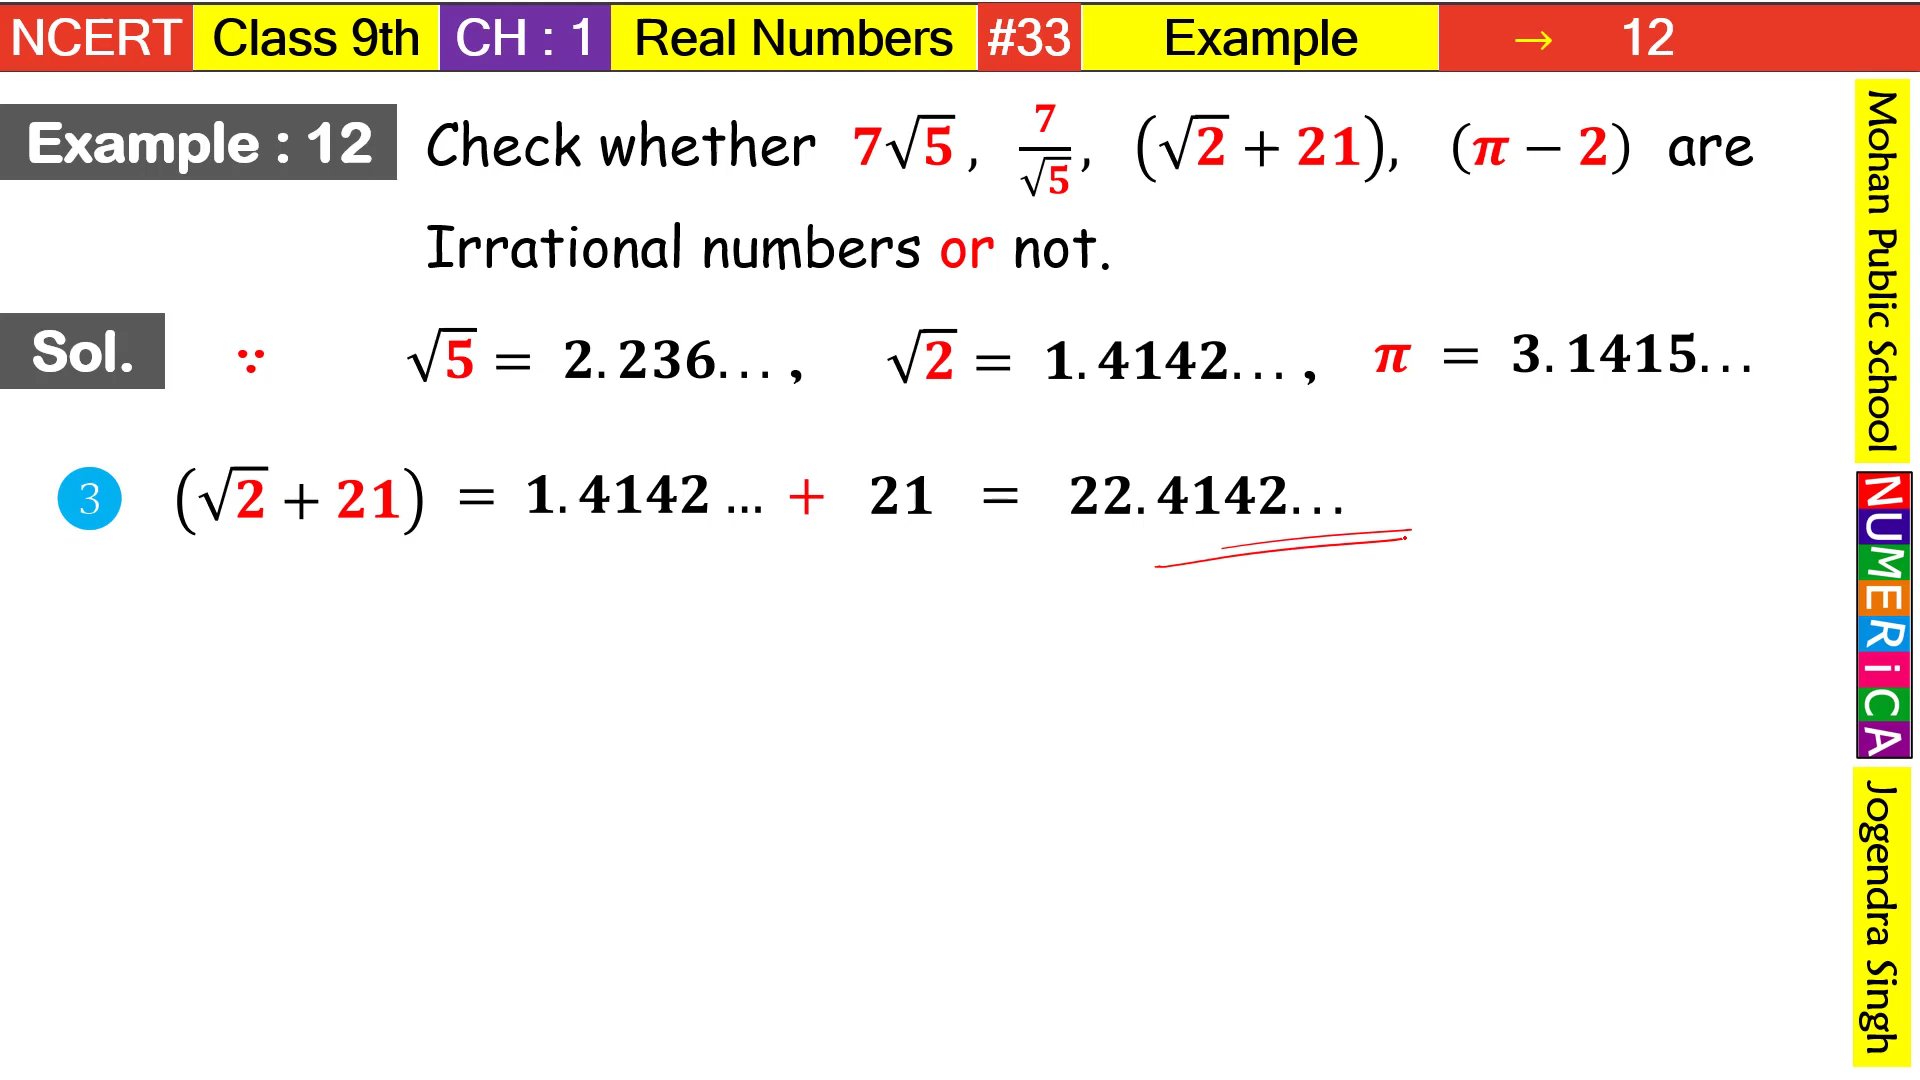 NCERT Class 9th CH : 1 Real Numbers #33 Example → 12
Example : 12 Check whether 7√5 , 7/√5, (√2 + 21), (π − 2) are
Irrational numbers or not.
Sol. ∵ √5 = 2.236... , √2 = 1.4142... , π = 3.1415...
3 (√2 + 21) = 1.4142 ... + 21 = 22.4142...
Mohan Public School
NUMERiCA
Jogendra Singh